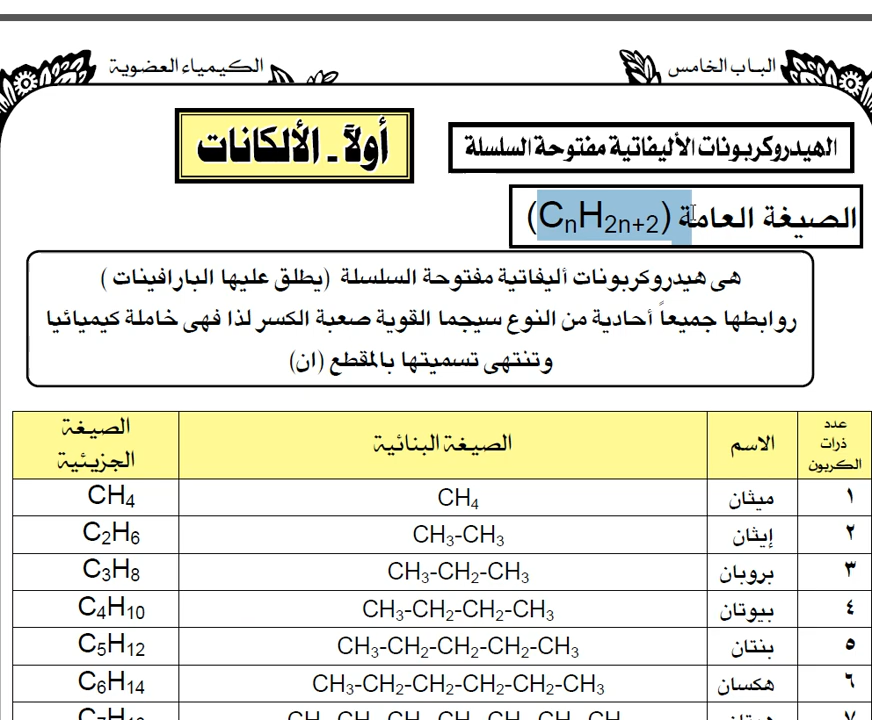 الباب الخامس
الكيمياء العضوية
الهيدروكربونات الأليفاتية مفتوحة السلسلة
أولآ - الألكانات
الصيغة العامة (CnH2n+2)
هى هيدروكربونات أليفاتية مفتوحة السلسلة (يطلق عليها البارافينات )
روابطها جميعاً أحادية من النوع سيجما القوية صعبة الكسر لذا فهى خاملة كيميائيا
وتنتهى تسميتها بالمقطع (ان)
عدد ذرات الكربون الاسم الصيغة البنائية الصيغة الجزيئية
١ ميثان CH4 CH4
٢ إيثان CH3-CH3 C2H6
٣ بروبان CH3-CH2-CH3 C3H8
٤ بيوتان CH3-CH2-CH2-CH3 C4H10
٥ بنتان CH3-CH2-CH2-CH2-CH3 C5H12
٦ هكسان CH3-CH2-CH2-CH2-CH2-CH3 C6H14